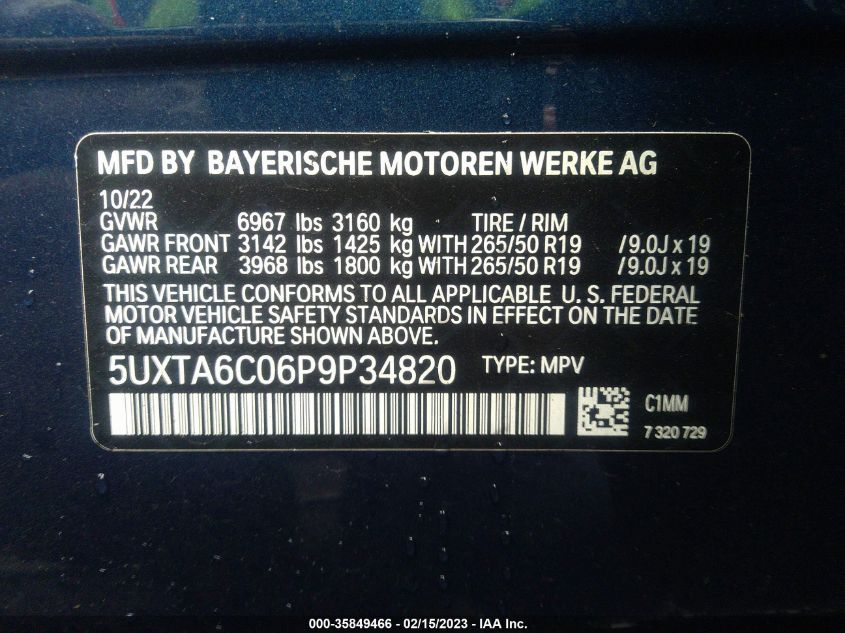 MFD BY BAYERISCHE MOTOREN WERKE AG
10/22
GVWR 6967 lbs 3160 kg TIRE / RIM
GAWR FRONT 3142 lbs 1425 kg WITH 265/50 R19 /9.0J x 19
GAWR REAR 3968 lbs 1800 kg WITH 265/50 R19 /9.0J x 19
THIS VEHICLE CONFORMS TO ALL APPLICABLE U. S. FEDERAL
MOTOR VEHICLE SAFETY STANDARDS IN EFFECT ON THE DATE
OF MANUFACTURE SHOWN ABOVE.
5UXTA6C06P9P34820 TYPE: MPV
C1MM
7 320 729
000-35849466 - 02/15/2023 - IAA Inc.